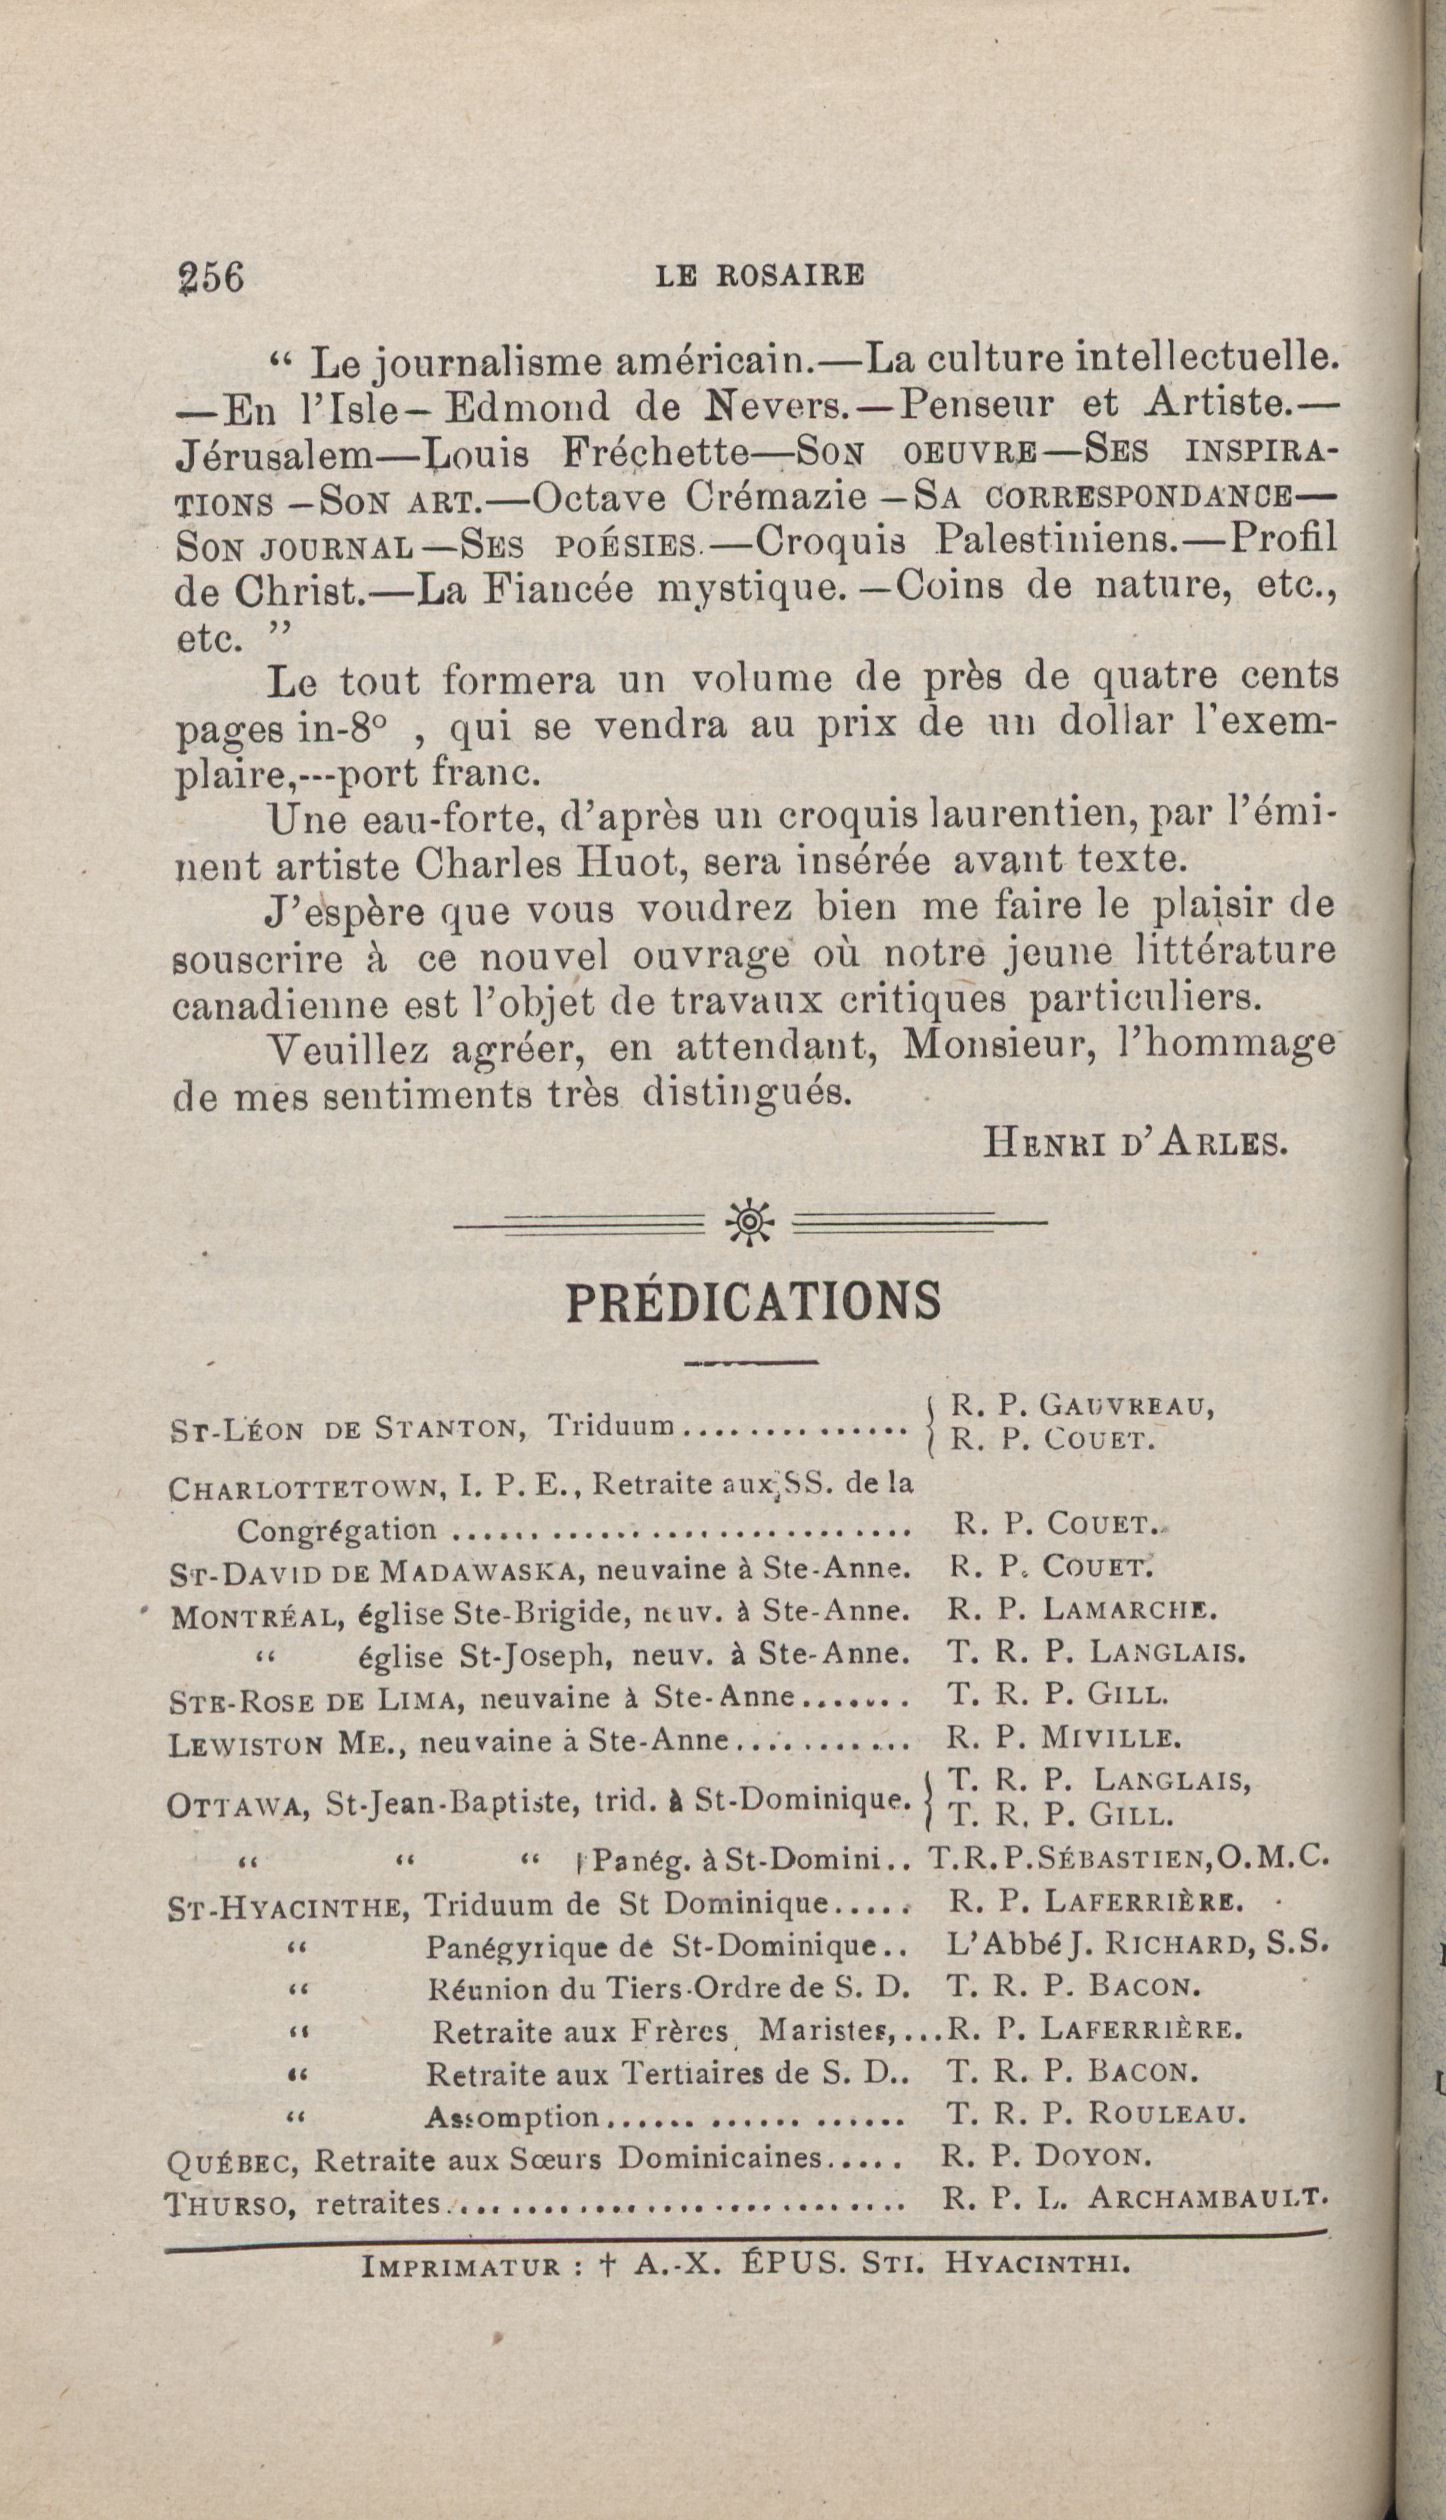 256 LE ROSAIRE
“ Le journalisme américain.—La culture intellectuelle.
—En l’Isle—Edmond de Nevers.—Penseur et Artiste.—
Jérusalem—Louis Fréchette—SON OEUVRE—SES INSPIRA-
TIONS —SON ART.—Octave Crémazie —SA CORRESPONDANCE—
SON JOURNAL—SES POÉSIES.—Croquis Palestiniens.—Profil
de Christ.—La Fiancée mystique. —Coins de nature, etc.,
etc. ”
Le tout formera un volume de près de quatre cents
pages in-8° , qui se vendra au prix de un dollar l’exem-
plaire,---port franc.
Une eau-forte, d’après un croquis laurentien, par l’émi-
nent artiste Charles Huot, sera insérée avant texte.
J’espère que vous voudrez bien me faire le plaisir de
souscrire à ce nouvel ouvrage où notre jeune littérature
canadienne est l’objet de travaux critiques particuliers.
Veuillez agréer, en attendant, Monsieur, l’hommage
de mes sentiments très distingués.
HENRI D’ARLES.
PRÉDICATIONS
ST-LÉON DE STANTON, Triduum.................. { R. P. GAUVREAU,
R. P. COUET.
CHARLOTTETOWN, I. P. E., Retraite aux SS. de la
Congrégation .............................. R. P. COUET.
ST-DAVID DE MADAWASKA, neuvaine à Ste-Anne. R. P. COUET.
MONTRÉAL, église Ste-Brigide, neuv. à Ste-Anne. R. P. LAMARCHE.
“ église St-Joseph, neuv. à Ste-Anne. T. R. P. LANGLAIS.
STE-ROSE DE LIMA, neuvaine à Ste-Anne....... T. R. P. GILL.
LEWISTON ME., neuvaine à Ste-Anne............ R. P. MIVILLE.
OTTAWA, St-Jean-Baptiste, trid. à St-Dominique. { T. R. P. LANGLAIS,
T. R. P. GILL.
“ “ “ Panég. à St-Domini.. T.R.P.SÉBASTIEN,O.M.C.
ST-HYACINTHE, Triduum de St Dominique..... R. P. LAFERRIÈRE.
“ Panégyrique de St-Dominique.. L’Abbé J. RICHARD, S.S.
“ Réunion du Tiers-Ordre de S. D. T. R. P. BACON.
“ Retraite aux Frères Maristes,...R. P. LAFERRIÈRE.
“ Retraite aux Tertiaires de S. D.. T. R. P. BACON.
“ Assomption...... ...... ...... T. R. P. ROULEAU.
QUÉBEC, Retraite aux Sœurs Dominicaines..... R. P. DOYON.
THURSO, retraites.............................. R. P. L. ARCHAMBAULT.
IMPRIMATUR : † A.-X. ÉPUS. STI. HYACINTHI.